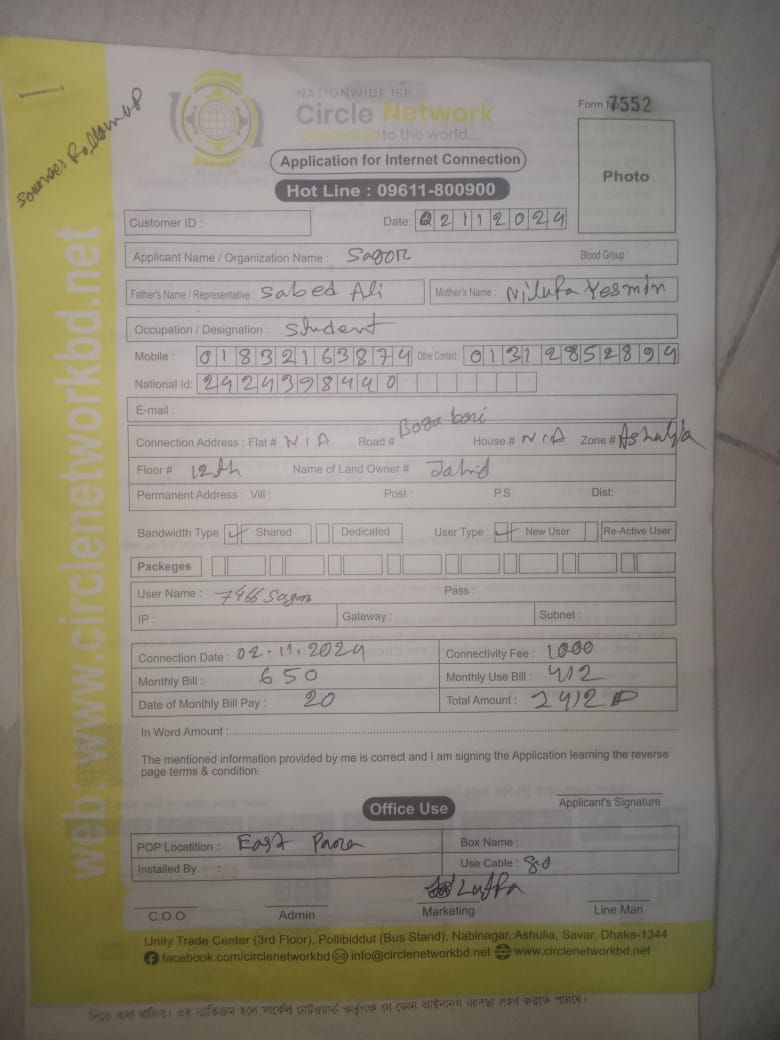 NATIONWIDE ISP
Circle Network
Connected to the world....
Form No 7552
Application for Internet Connection
Hot Line : 09611-800900
Photo
Customer ID :
Date: 02112024
Applicant Name / Organization Name : Sagor
Blood Group :
Father's Name / Representative : Sabed Ali
Mother's Name : Nilufa Yesmin
Occupation / Designation : Student
Mobile : 01832163874 Other Contact 01312852894
National Id: 2424398440
E-mail :
Connection Address : Flat # N/A Road # Boga bari House # N/A Zone # Ashulia
Floor # 12th Name of Land Owner # Jahid
Permanent Address : Vill : Post : P.S. Dist:
Bandwidth Type Shared Dedicated User Type : New User Re-Active User
Packeges
User Name : 7466 Sagor Pass :
IP : Gateway : Subnet :
Connection Date : 02.11.2024 Connectivity Fee : 1000
Monthly Bill : 650 Monthly Use Bill : 412
Date of Monthly Bill Pay : 20 Total Amount : 2412
In Word Amount :
The mentioned information provided by me is correct and I am signing the Application learning the reverse
page terms & condition.
Office Use
Applicant's Signature
POP Locatition : East Para Box Name :
Installed By : Use Cable : 80
C.O.O Admin Marketing Line Man
Unity Trade Center (3rd Floor), Pollibiddut (Bus Stand), Nabinagar, Ashulia, Savar, Dhaka-1344
facebook.com/circlenetworkbd info@circlenetworkbd.net www.circlenetworkbd.net
web: www.circlenetworkbd.net